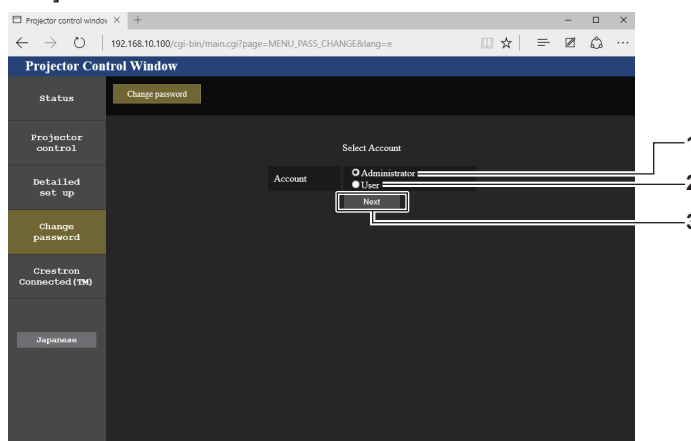 Projector control window
192.168.10.100/cgi-bin/main.cgi?page=MENU_PASS_CHANGE&lang=e
Projector Control Window
Status
Change password
Projector
control
Detailed
set up
Change
password
Crestron
Connected(TM)
Japanese
Select Account
Account
Administrator
User
Next
1
2
3